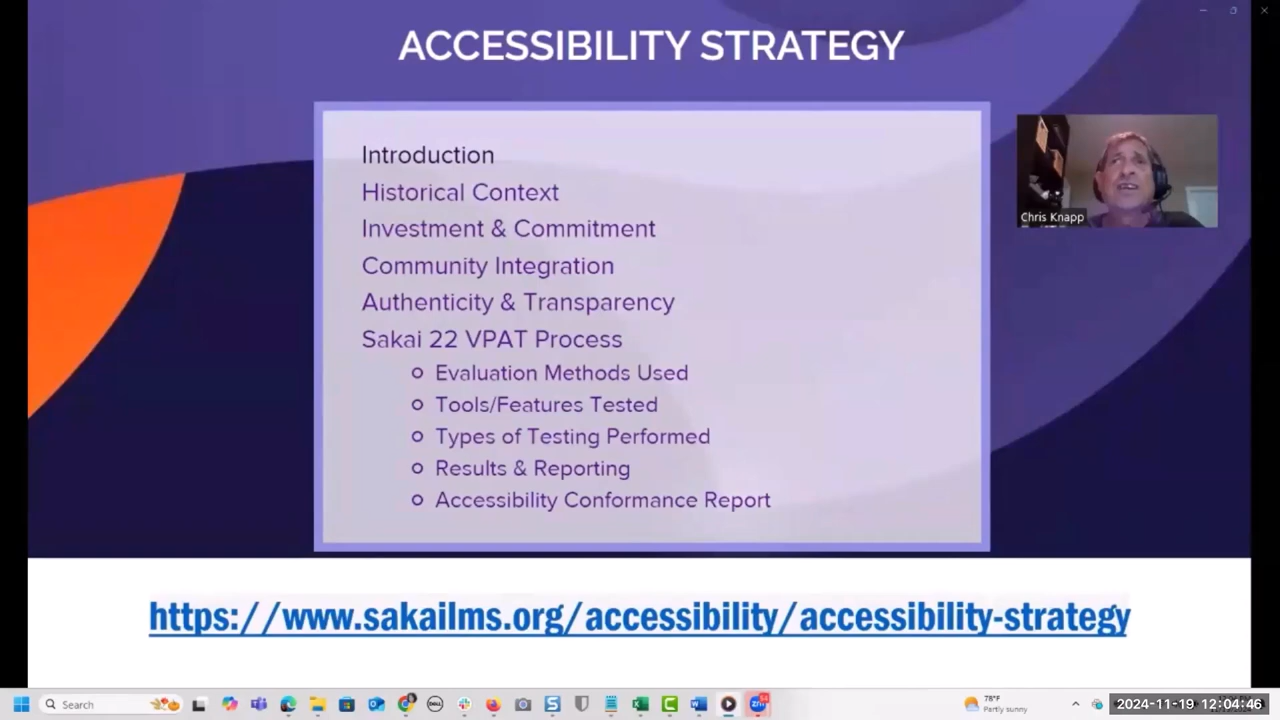 ACCESSIBILITY STRATEGY
Introduction
Historical Context
Investment & Commitment
Community Integration
Authenticity & Transparency
Sakai 22 VPAT Process
Evaluation Methods Used
Tools/Features Tested
Types of Testing Performed
Results & Reporting
Accessibility Conformance Report
Chris Knapp
https://www.sakailms.org/accessibility/accessibility-strategy
Search
DELL
78°F
Partly sunny
2024-11-19 12:04:46